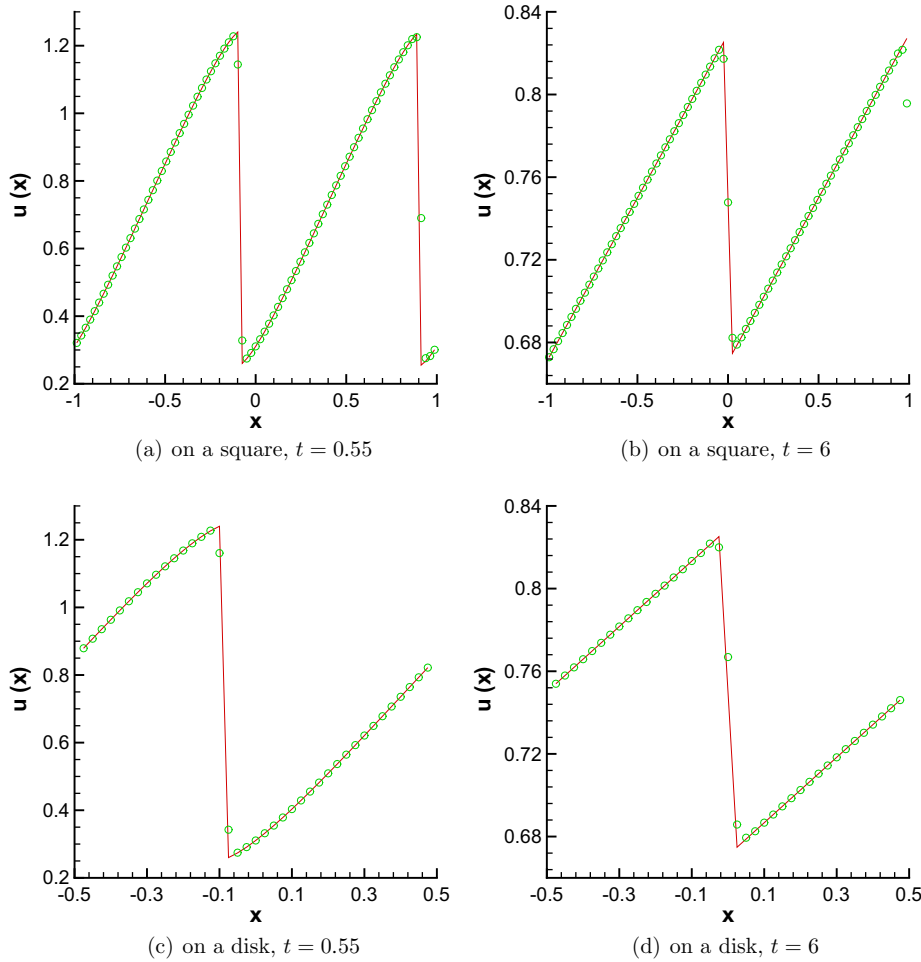 1.2
1
0.8
0.6
0.4
0.2
u (x)
-1 -0.5 0 0.5 1
x
(a) on a square, t = 0.55
0.84
0.8
0.76
0.72
0.68
u (x)
-1 -0.5 0 0.5 1
x
(b) on a square, t = 6
1.2
1
0.8
0.6
0.4
0.2
u (x)
-0.5 -0.3 -0.1 0.1 0.3 0.5
x
(c) on a disk, t = 0.55
0.84
0.8
0.76
0.72
0.68
u (x)
-0.5 -0.3 -0.1 0.1 0.3 0.5
x
(d) on a disk, t = 6